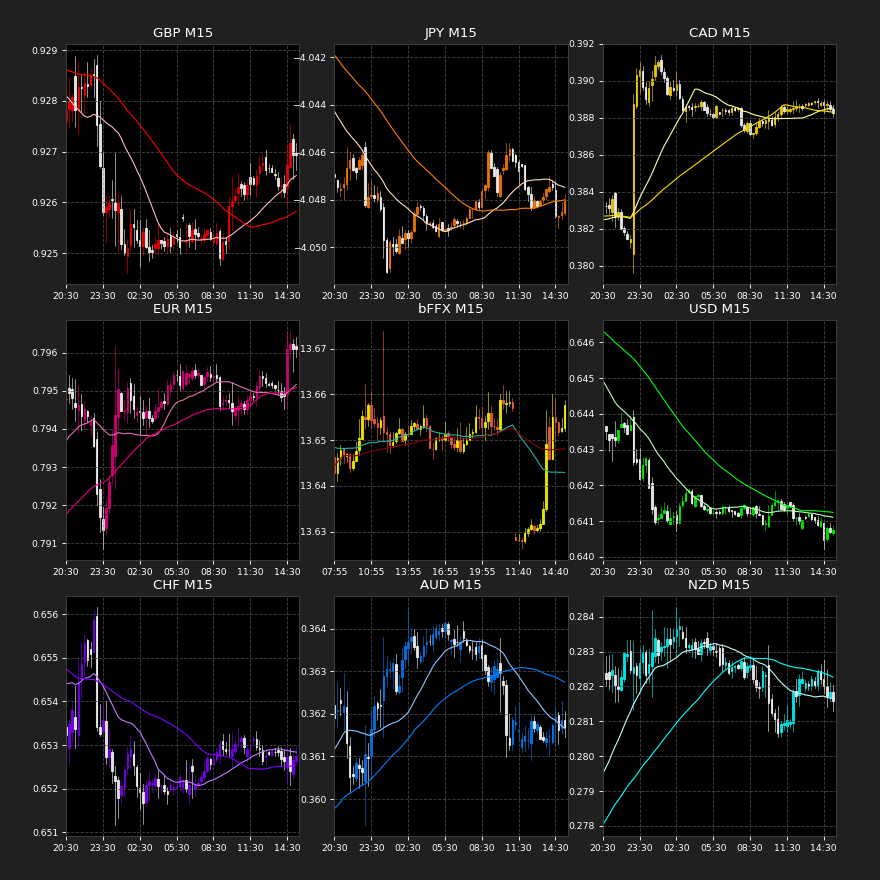 GBP M15
0.929
0.928
0.927
0.926
0.925
20:30 23:30 02:30 05:30 08:30 11:30 14:30
JPY M15
−4.042
−4.044
−4.046
−4.048
−4.050
20:30 23:30 02:30 05:30 08:30 11:30 14:30
CAD M15
0.392
0.390
0.388
0.386
0.384
0.382
0.380
20:30 23:30 02:30 05:30 08:30 11:30 14:30
EUR M15
0.796
0.795
0.794
0.793
0.792
0.791
20:30 23:30 02:30 05:30 08:30 11:30 14:30
bFFX M15
13.67
13.66
13.65
13.64
13.63
07:55 10:55 13:55 16:55 19:55 11:40 14:40
USD M15
0.646
0.645
0.644
0.643
0.642
0.641
0.640
20:30 23:30 02:30 05:30 08:30 11:30 14:30
CHF M15
0.656
0.655
0.654
0.653
0.652
0.651
20:30 23:30 02:30 05:30 08:30 11:30 14:30
AUD M15
0.364
0.363
0.362
0.361
0.360
20:30 23:30 02:30 05:30 08:30 11:30 14:30
NZD M15
0.284
0.283
0.282
0.281
0.280
0.279
0.278
20:30 23:30 02:30 05:30 08:30 11:30 14:30